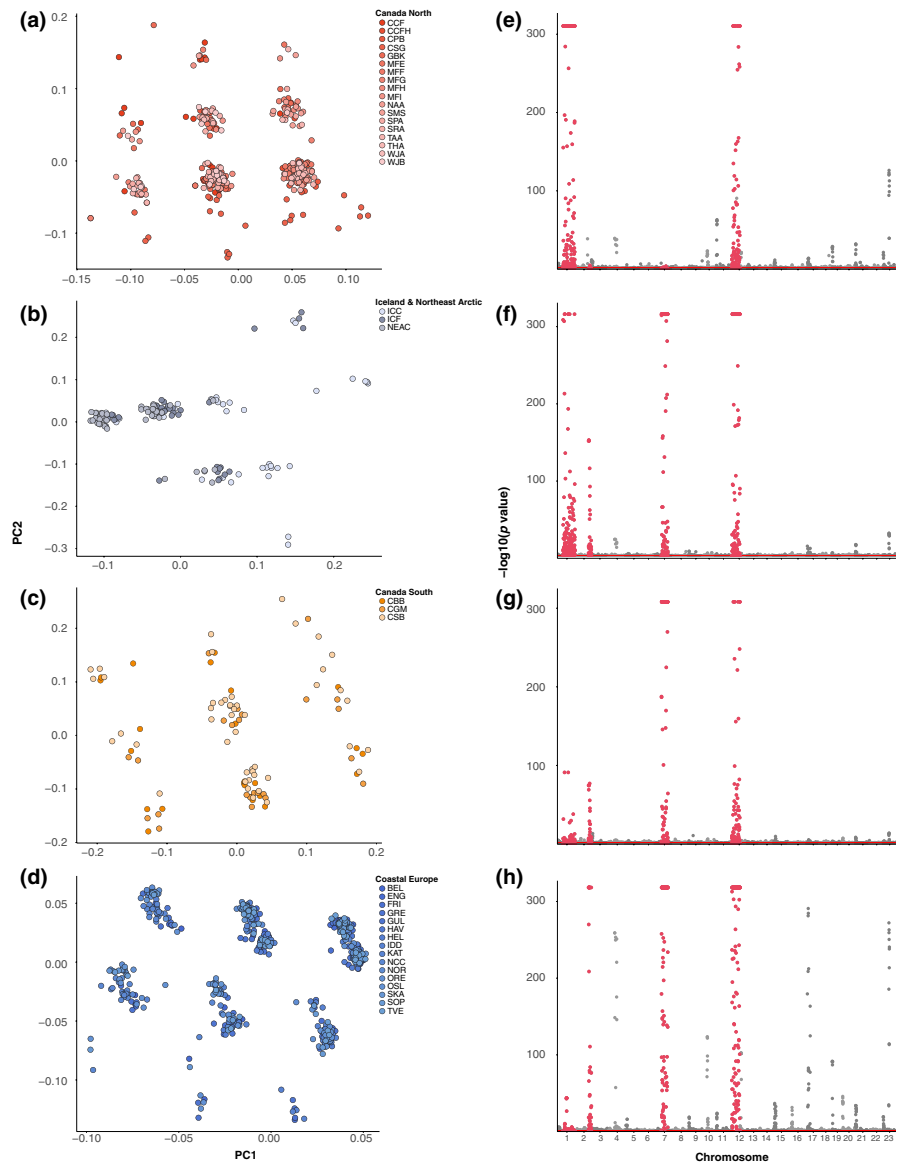 (a)
Canada North
CCF
CCFH
CPB
CSG
GBK
MFE
MFF
MFG
MFH
MFI
NAA
SMS
SPA
SRA
TAA
THA
WJA
WJB
0.2
0.1
0.0
−0.1
−0.15
−0.10
−0.05
0.00
0.05
0.10
(b)
Iceland & Northeast Arctic
ICC
ICF
NEAC
0.2
0.1
0.0
−0.1
−0.2
−0.3
−0.1
0.0
0.1
0.2
PC2
(c)
Canada South
CBB
CGM
CSB
0.2
0.1
0.0
−0.1
−0.2
−0.2
−0.1
0.0
0.1
0.2
(d)
Coastal Europe
BEL
ENG
FRI
GRE
GUL
HAV
HEL
IDD
KAT
NCC
NOR
ORE
OSL
SKA
SOP
TVE
0.05
0.00
−0.05
−0.10
−0.10
−0.05
0.00
0.05
PC1
(e)
300
200
100
(f)
300
200
100
−log10(p value)
(g)
300
200
100
(h)
300
200
100
1 2 3 4 5 6 7 8 9 10 11 12 13 14 15 16 17 18 19 20 21 22 23
Chromosome